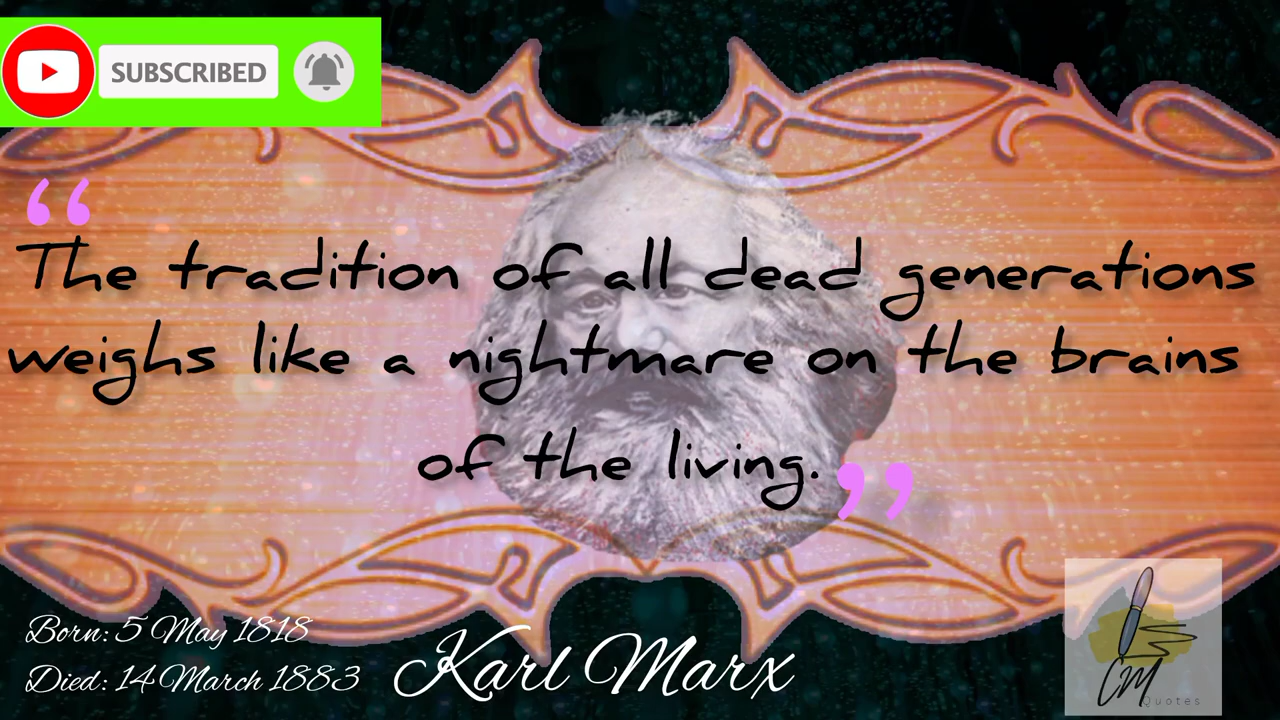 SUBSCRIBED
“
The tradition of all dead generations
weighs like a nightmare on the brains
of the living.”
Born: 5 May 1818
Died: 14 March 1883
Karl Marx
CM
Quotes